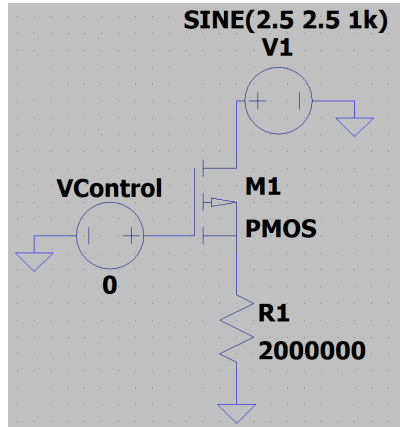 SINE(2.5 2.5 1k)
V1
VControl
M1
PMOS
0
R1
2000000